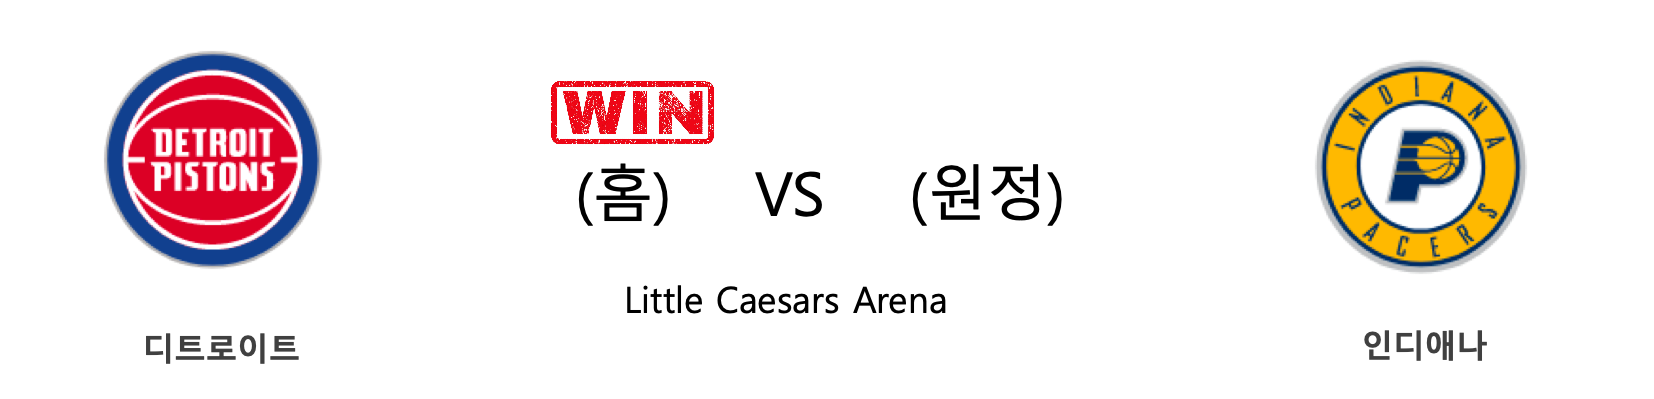 DETROIT
PISTONS
디트로이트
WIN
(홈) VS (원정)
Little Caesars Arena
INDIANA
PACERS
P
인디애나